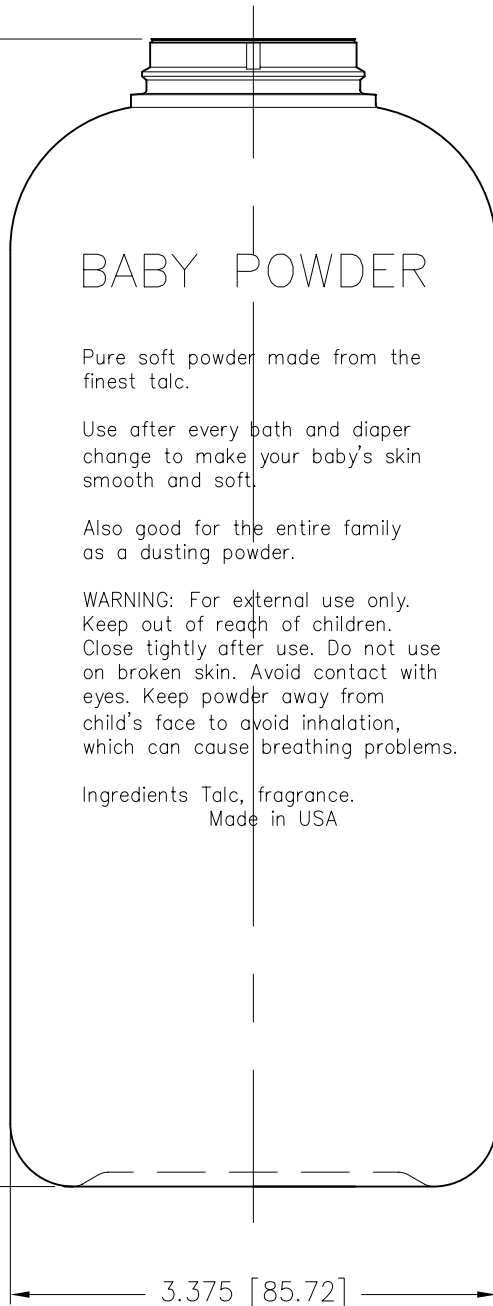 BABY POWDER
Pure soft powder made from the
finest talc.
Use after every bath and diaper
change to make your baby's skin
smooth and soft.
Also good for the entire family
as a dusting powder.
WARNING: For external use only.
Keep out of reach of children.
Close tightly after use. Do not use
on broken skin. Avoid contact with
eyes. Keep powder away from
child's face to avoid inhalation,
which can cause breathing problems.
Ingredients Talc, fragrance.
Made in USA
3.375 [85.72]